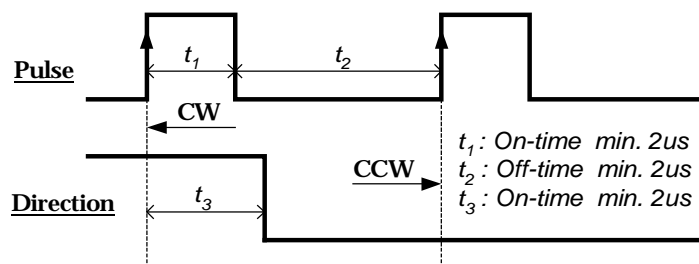 Pulse
t1
t2
CW
CCW
Direction
t3
t1 : On-time min. 2us
t2 : Off-time min. 2us
t3 : On-time min. 2us